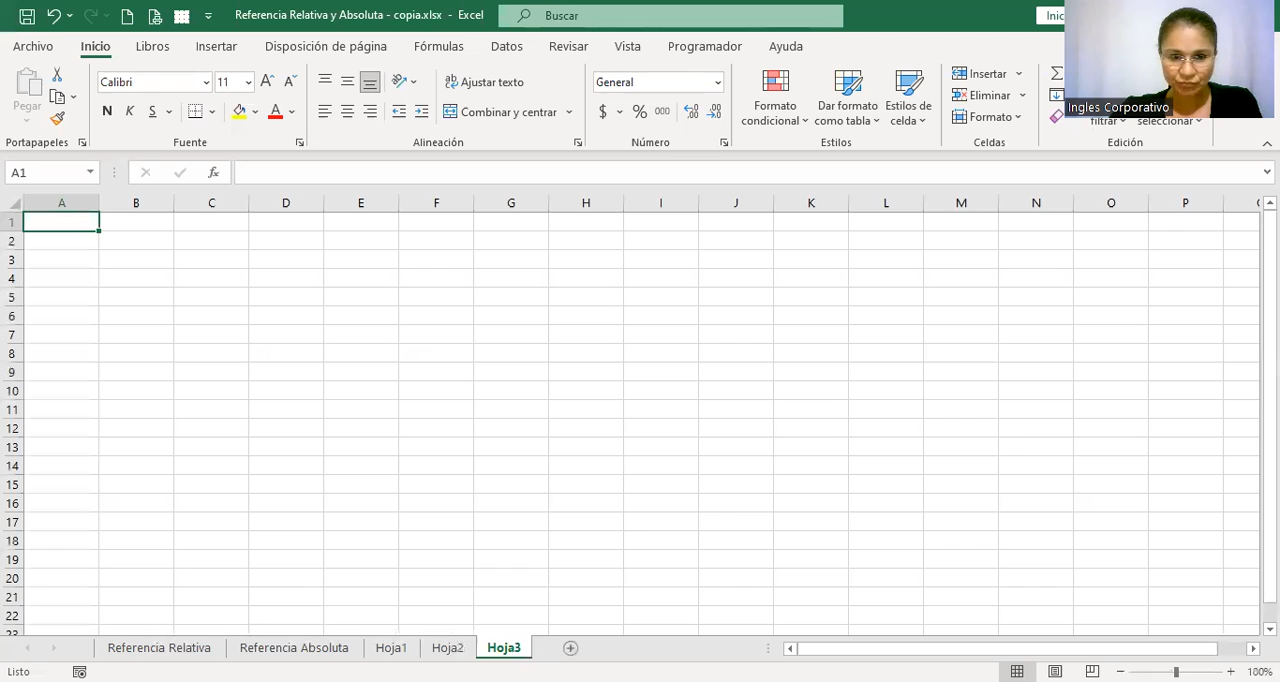 Referencia Relativa y Absoluta - copia.xlsx - Excel
Buscar
Inic
Archivo Inicio Libros Insertar Disposición de página Fórmulas Datos Revisar Vista Programador Ayuda
Pegar
Portapapeles
Calibri 11
N K S A
Fuente
Ajustar texto
Combinar y centrar
Alineación
General
$ % 000
Número
Formato condicional
Dar formato como tabla
Estilos de celda
Estilos
Insertar
Eliminar
Formato
Celdas
filtrar seleccionar
Edición
Ingles Corporativo
A1 fx
A B C D E F G H I J K L M N O P
1
2
3
4
5
6
7
8
9
10
11
12
13
14
15
16
17
18
19
20
21
22
23
Referencia Relativa Referencia Absoluta Hoja1 Hoja2 Hoja3
Listo 100%